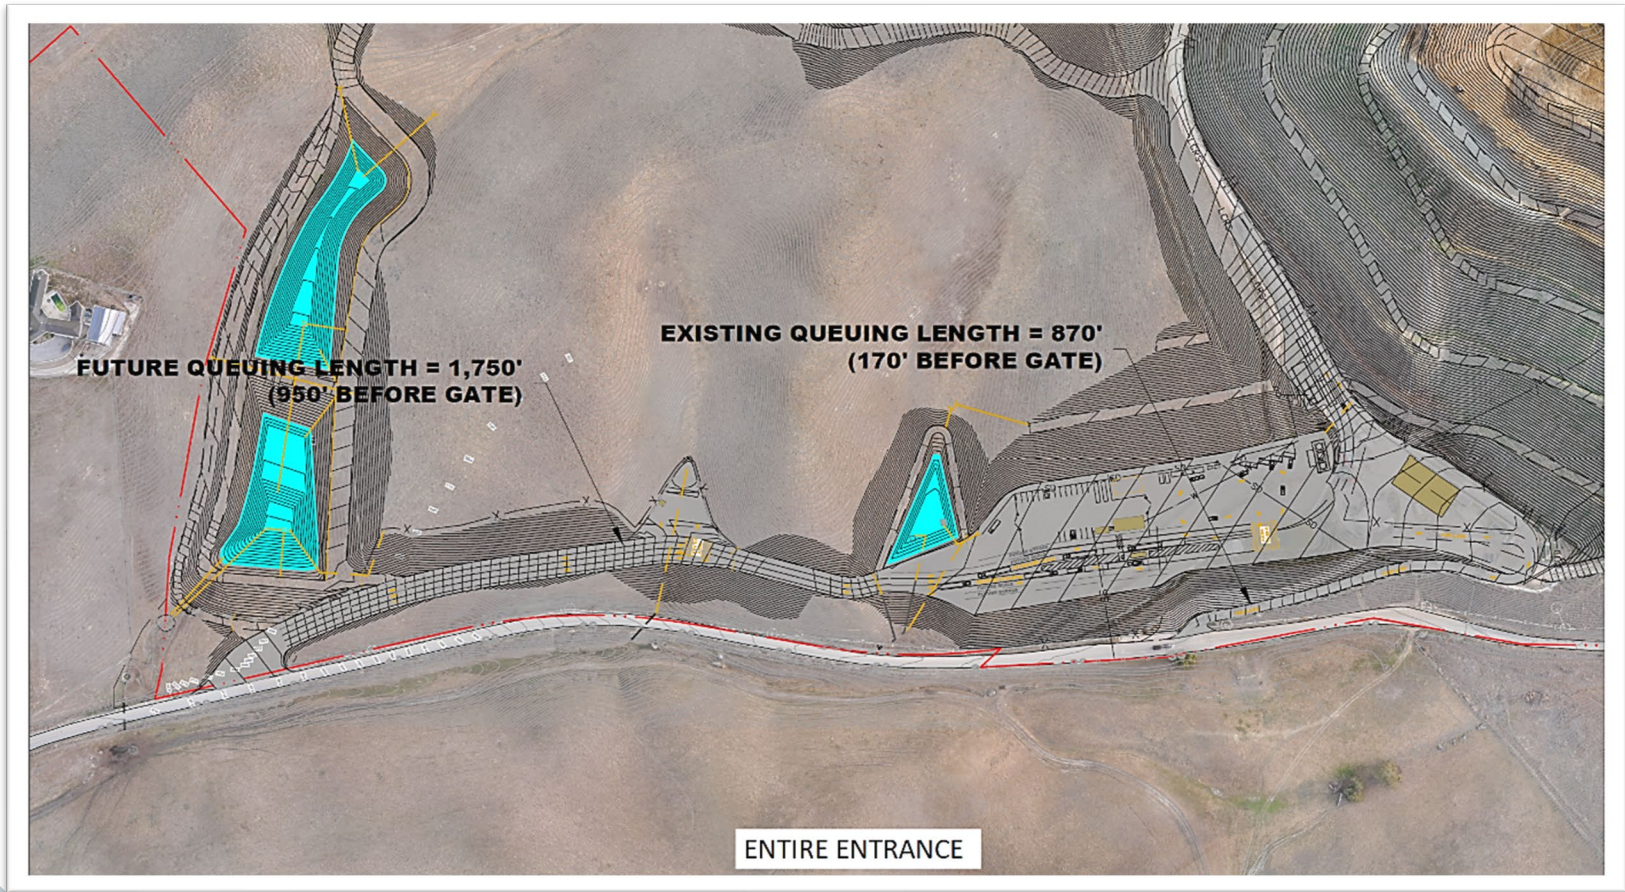 EXISTING QUEUING LENGTH = 870'
(170' BEFORE GATE)
FUTURE QUEUING LENGTH = 1,750'
(950' BEFORE GATE)
ENTIRE ENTRANCE